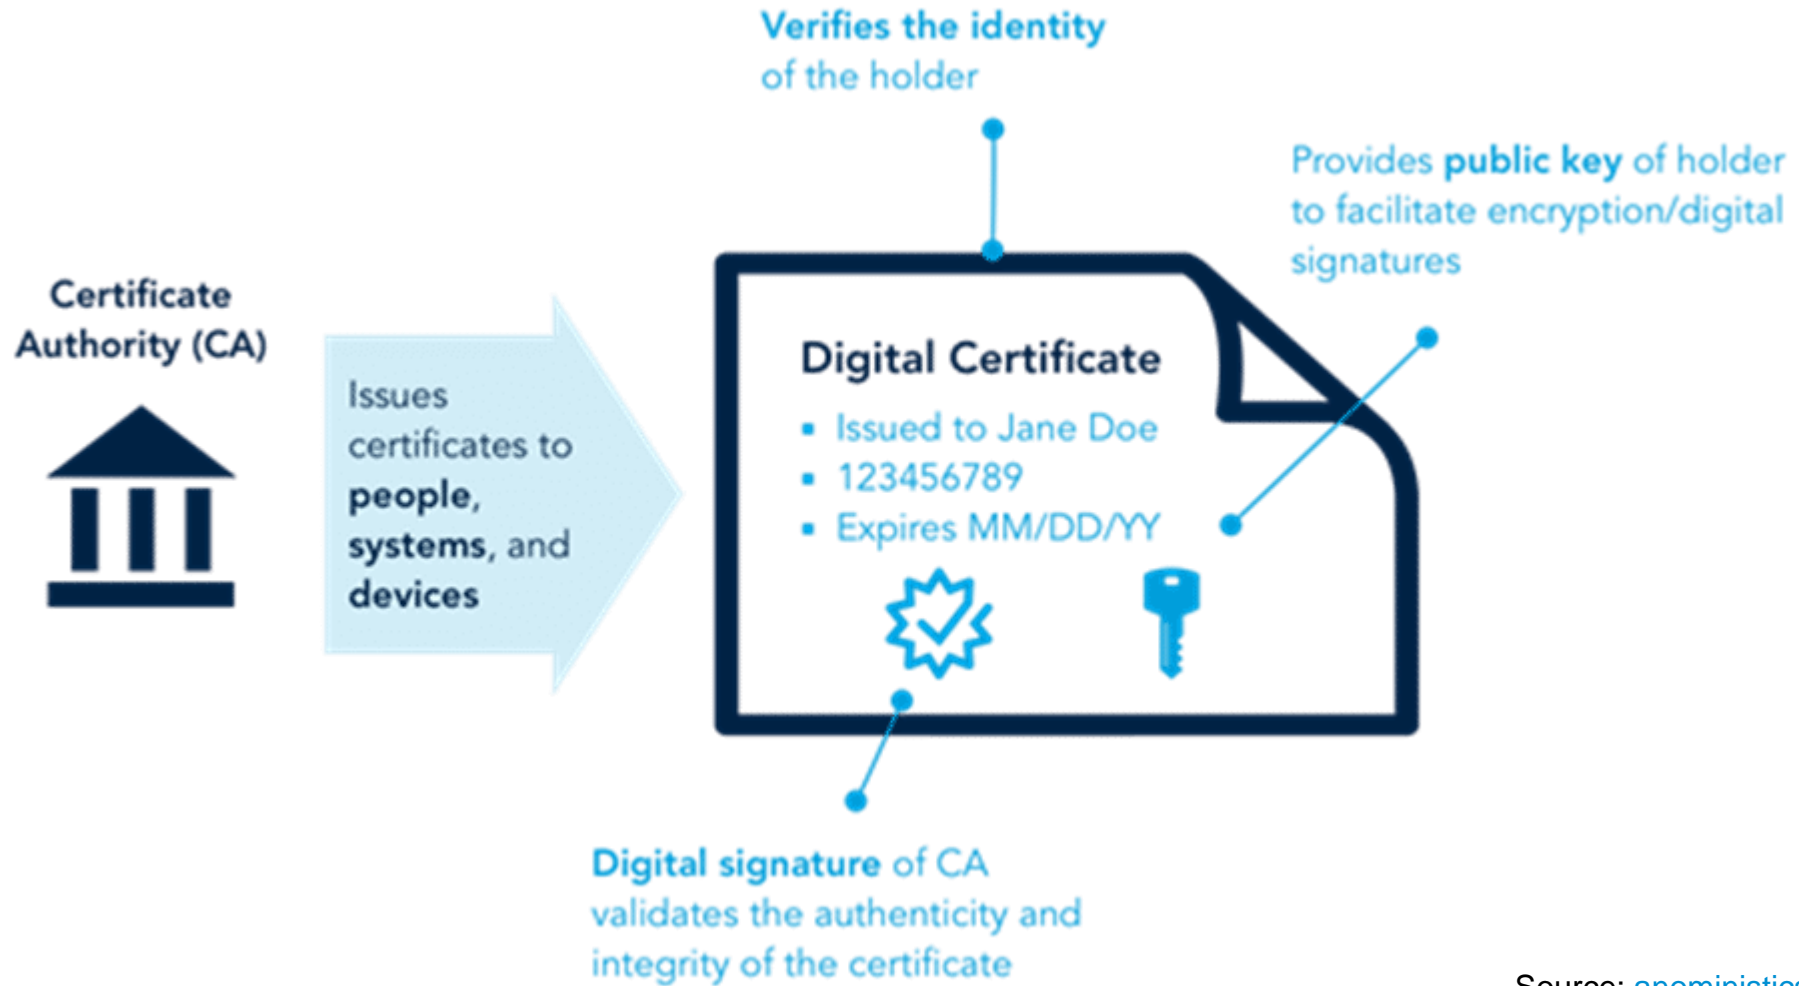 Verifies the identity
of the holder
Provides public key of holder
to facilitate encryption/digital
signatures
Certificate
Authority (CA)
Issues
certificates to
people,
systems, and
devices
Digital Certificate
▪ Issued to Jane Doe
▪ 123456789
▪ Expires MM/DD/YY
Digital signature of CA
validates the authenticity and
integrity of the certificate
Source: